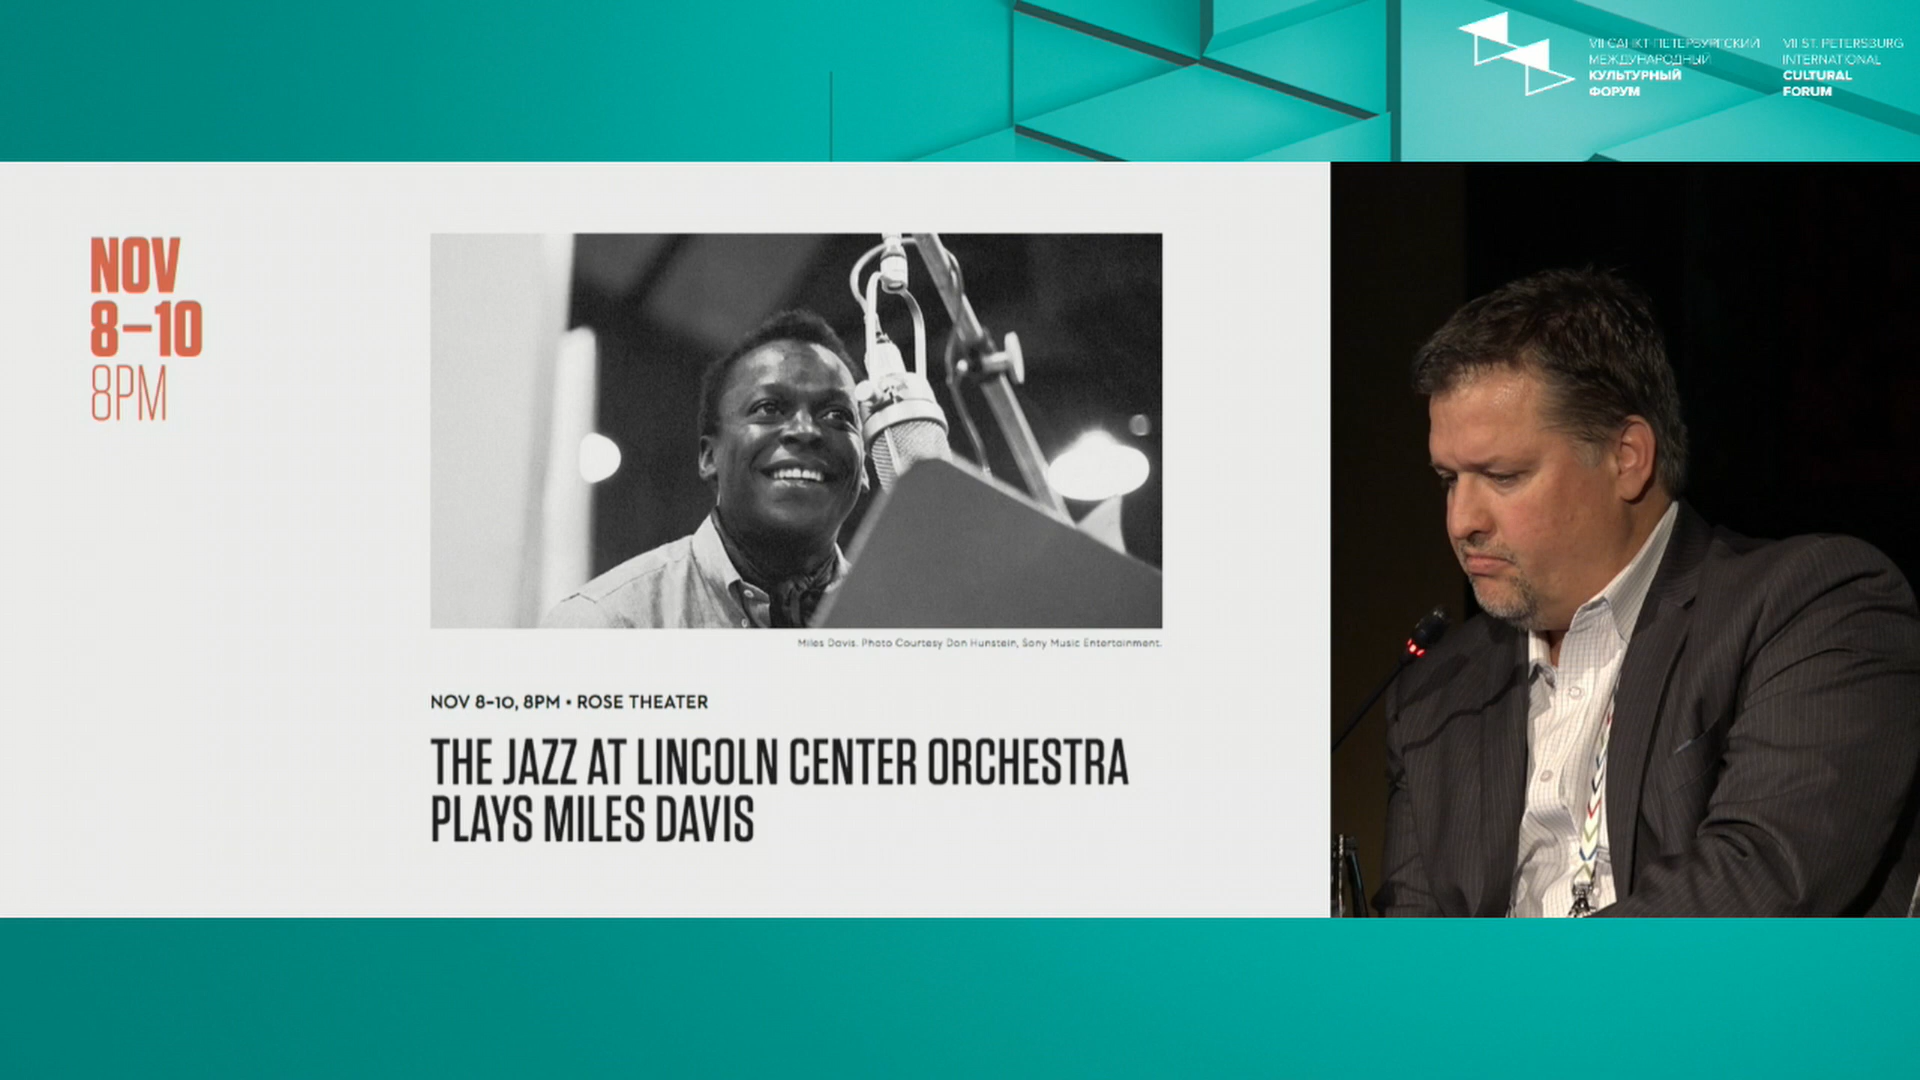 VII САНКТ-ПЕТЕРБУРГСКИЙ
МЕЖДУНАРОДНЫЙ
КУЛЬТУРНЫЙ
ФОРУМ
VII ST. PETERSBURG
INTERNATIONAL
CULTURAL
FORUM
NOV
8–10
8PM
Miles Davis. Photo Courtesy Don Hunstein, Sony Music Entertainment.
NOV 8–10, 8PM • ROSE THEATER
THE JAZZ AT LINCOLN CENTER ORCHESTRA
PLAYS MILES DAVIS